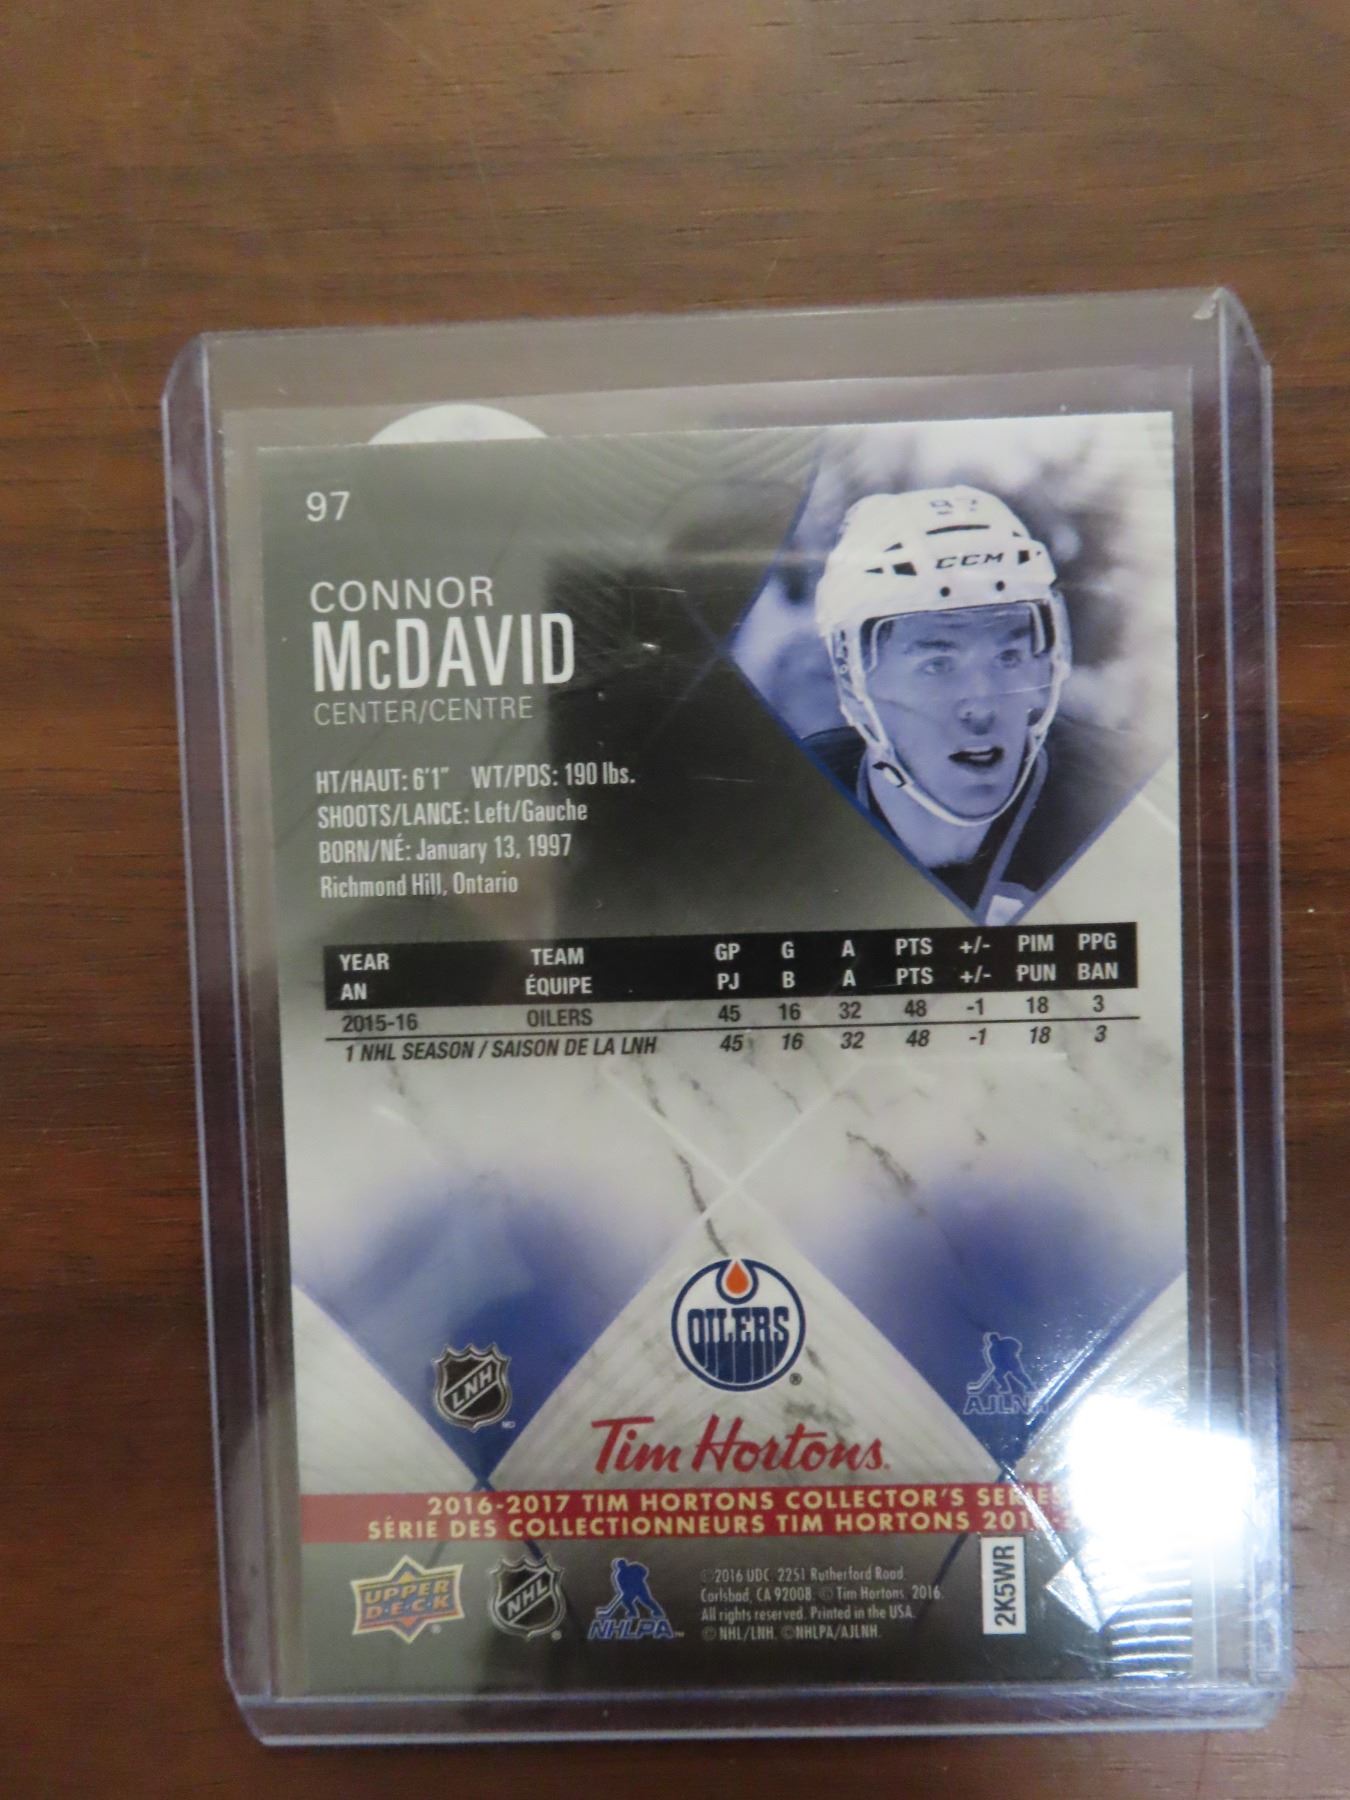 97
97
CCM
CONNOR
McDAVID
CENTER/CENTRE
HT/HAUT: 6'1" WT/PDS: 190 lbs.
SHOOTS/LANCE: Left/Gauche
BORN/NÉ: January 13, 1997
Richmond Hill, Ontario
YEAR TEAM GP G A PTS +/- PIM PPG
AN ÉQUIPE PJ B A PTS +/- PUN BAN
2015-16 OILERS 45 16 32 48 -1 18 3
1 NHL SEASON / SAISON DE LA LNH 45 16 32 48 -1 18 3
OILERS ®
LNH MD
AJLNH
Tim Hortons.
2016-2017 TIM HORTONS COLLECTOR'S SERIES
SÉRIE DES COLLECTIONNEURS TIM HORTONS
UPPER
D·E·C·K ®
NHL ®
NHLPA™
©2016 UDC, 2251 Rutherford Road,
Carlsbad, CA 92008. © Tim Hortons, 2016.
All rights reserved. Printed in the USA.
© NHL/LNH. ©NHLPA/AJLNH.
2K5WR